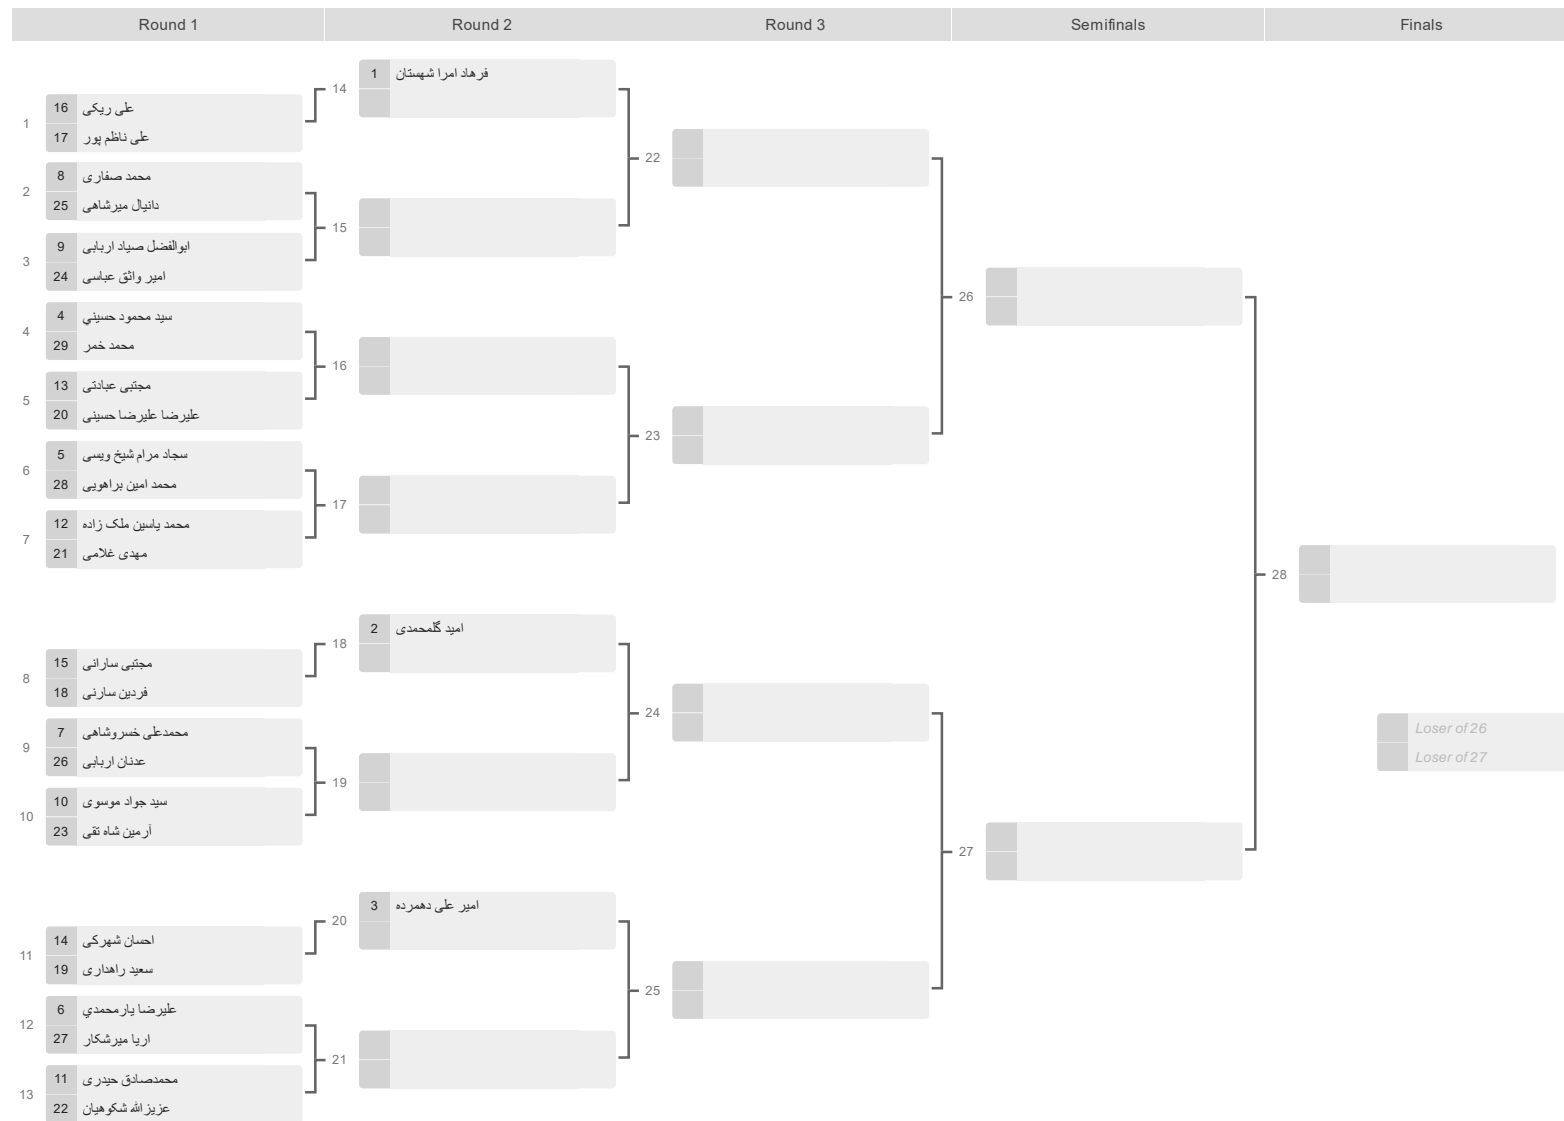 Round 1
Round 2
Round 3
Semifinals
Finals
1
16 علی ریکی
17 علی ناظم پور
2
8 محمد صفاری
25 دانیال میرشاهی
3
9 ابوالفضل صیاد اربابی
24 امیر واثق عباسی
4
4 سید محمود حسیني
29 محمد خمر
5
13 مجتبی عبادتی
20 علیرضا علیرضا حسینی
6
5 سجاد مرام شیخ ویسی
28 محمد امین براهویی
7
12 محمد یاسین ملک زاده
21 مهدی غلامی
8
15 مجتبی سارانی
18 فردین سارنی
9
7 محمدعلی خسروشاهی
26 عدنان اربابی
10
10 سید جواد موسوی
23 آرمین شاه تقی
11
14 احسان شهرکی
19 سعید راهداری
12
6 علیرضا یارمحمدي
27 اریا میرشکار
13
11 محمدصادق حیدری
22 عزیزالله شکوهیان
14
1 فرهاد امرا شهستان
15
16
17
18
2 امید گلمحمدی
19
20
3 امیر علی دهمرده
21
22
23
24
25
26
27
28
Loser of 26
Loser of 27